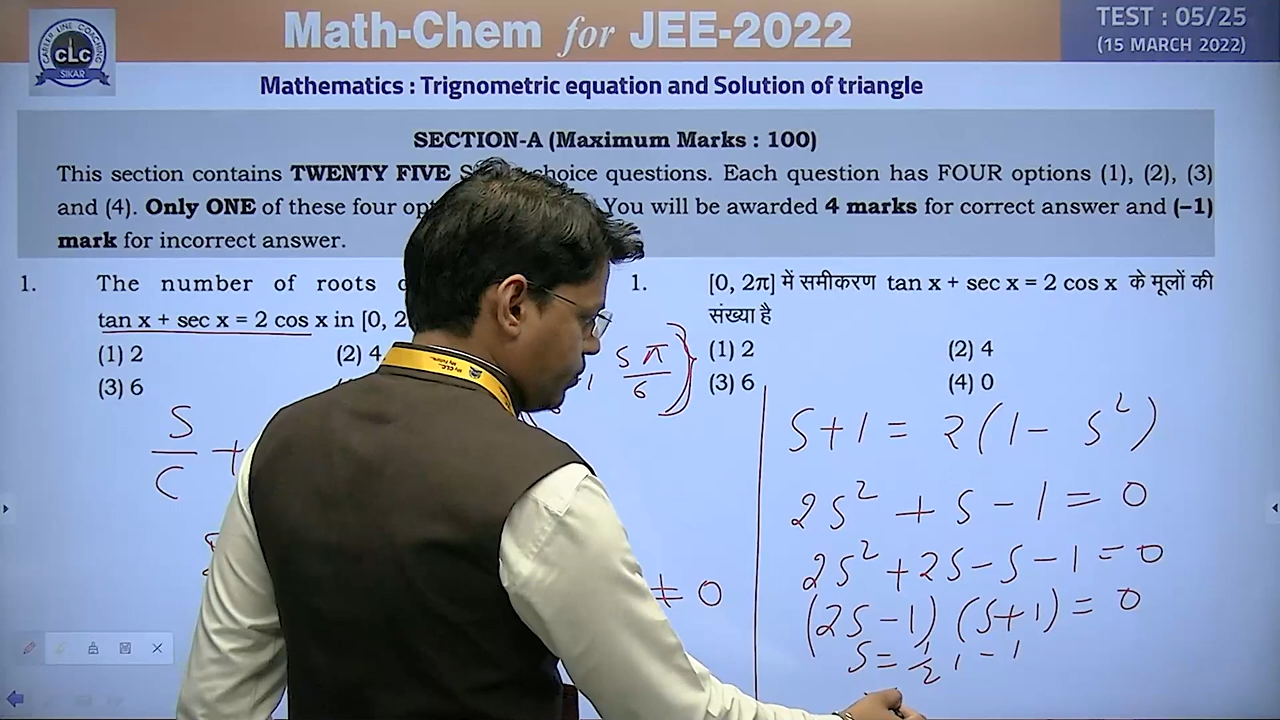 CAREER LINE COACHING
CLC
SIKAR
Math-Chem for JEE-2022
TEST : 05/25
(15 MARCH 2022)
Mathematics : Trignometric equation and Solution of triangle
SECTION-A (Maximum Marks : 100)
This section contains TWENTY FIVE choice questions. Each question has FOUR options (1), (2), (3)
and (4). Only ONE of these four You will be awarded 4 marks for correct answer and (–1)
mark for incorrect answer.
1. The number of roots
tan x + sec x = 2 cos x in [0, 2
(1) 2 (2) 4
(3) 6
5π/6 }
S/C +
≠ 0
1. [0, 2π] में समीकरण tan x + sec x = 2 cos x के मूलों की
संख्या है
(1) 2 (2) 4
(3) 6 (4) 0
S+1 = 2(1 - S²)
2S² + S - 1 = 0
2S² + 2S - S - 1 = 0
(2S - 1) (S+1) = 0
S = 1/2, -1